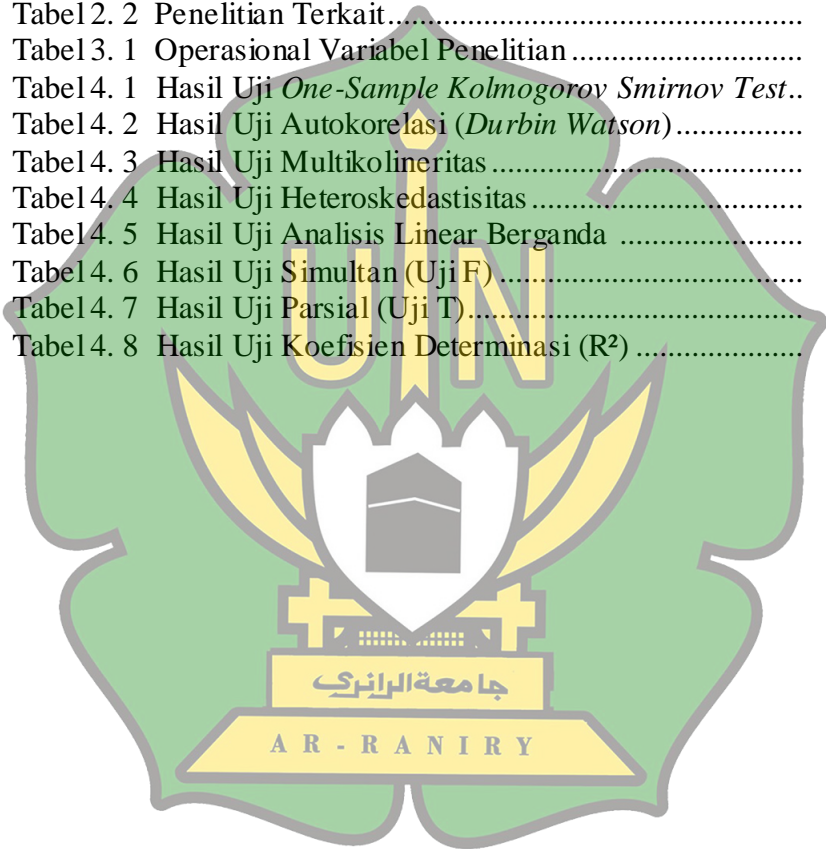 Tabel 2. 2 Penelitian Terkait.....................................................
Tabel 3. 1 Operasional Variabel Penelitian..............................
Tabel 4. 1 Hasil Uji One-Sample Kolmogorov Smirnov Test..
Tabel 4. 2 Hasil Uji Autokorelasi (Durbin Watson)................
Tabel 4. 3 Hasil Uji Multikolineritas........................................
Tabel 4. 4 Hasil Uji Heteroskedastisitas...................................
Tabel 4. 5 Hasil Uji Analisis Linear Berganda .......................
Tabel 4. 6 Hasil Uji Simultan (Uji F).......................................
Tabel 4. 7 Hasil Uji Parsial (Uji T)...........................................
Tabel 4. 8 Hasil Uji Koefisien Determinasi (R²) .....................
UIN
جامعة الرانري
AR-RANIRY